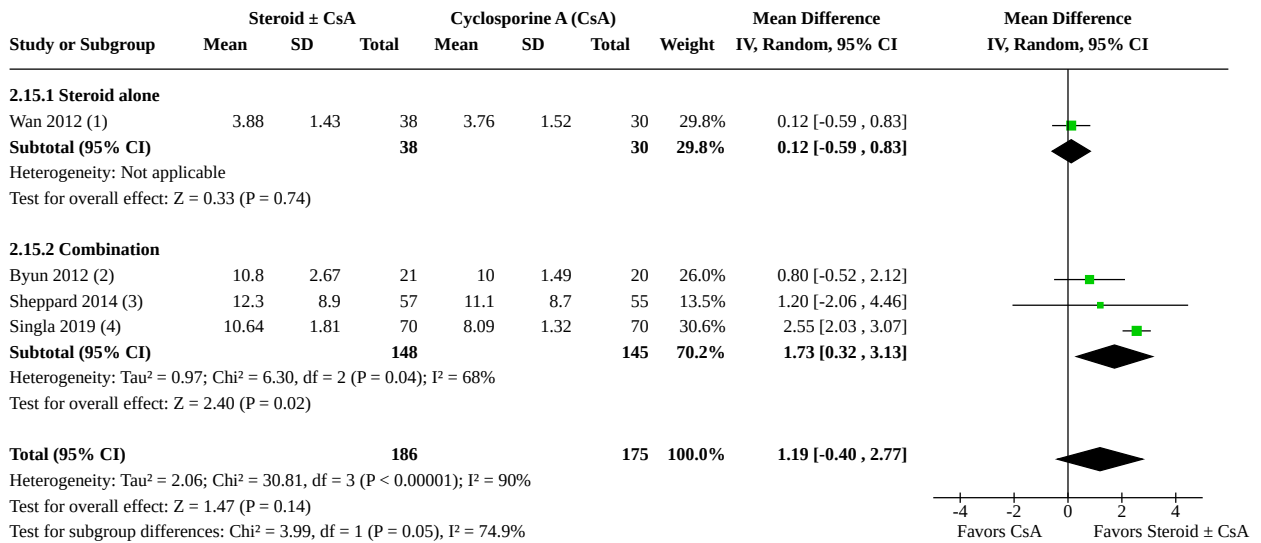 Steroid ± CsA Cyclosporine A (CsA) Mean Difference Mean Difference
Study or Subgroup Mean SD Total Mean SD Total Weight IV, Random, 95% CI IV, Random, 95% CI
2.15.1 Steroid alone
Wan 2012 (1) 3.88 1.43 38 3.76 1.52 30 29.8% 0.12 [-0.59 , 0.83]
Subtotal (95% CI) 38 30 29.8% 0.12 [-0.59 , 0.83]
Heterogeneity: Not applicable
Test for overall effect: Z = 0.33 (P = 0.74)
2.15.2 Combination
Byun 2012 (2) 10.8 2.67 21 10 1.49 20 26.0% 0.80 [-0.52 , 2.12]
Sheppard 2014 (3) 12.3 8.9 57 11.1 8.7 55 13.5% 1.20 [-2.06 , 4.46]
Singla 2019 (4) 10.64 1.81 70 8.09 1.32 70 30.6% 2.55 [2.03 , 3.07]
Subtotal (95% CI) 148 145 70.2% 1.73 [0.32 , 3.13]
Heterogeneity: Tau² = 0.97; Chi² = 6.30, df = 2 (P = 0.04); I² = 68%
Test for overall effect: Z = 2.40 (P = 0.02)
Total (95% CI) 186 175 100.0% 1.19 [-0.40 , 2.77]
Heterogeneity: Tau² = 2.06; Chi² = 30.81, df = 3 (P < 0.00001); I² = 90%
Test for overall effect: Z = 1.47 (P = 0.14)
-4 -2 0 2 4
Test for subgroup differences: Chi² = 3.99, df = 1 (P = 0.05), I² = 74.9% Favors CsA Favors Steroid ± CsA